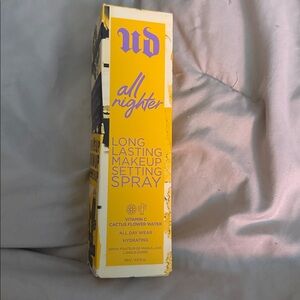 ud
all
nighter
LONG
LASTING
MAKEUP
SETTING
SPRAY
VITAMIN C
CACTUS FLOWER WATER
ALL DAY WEAR
HYDRATING